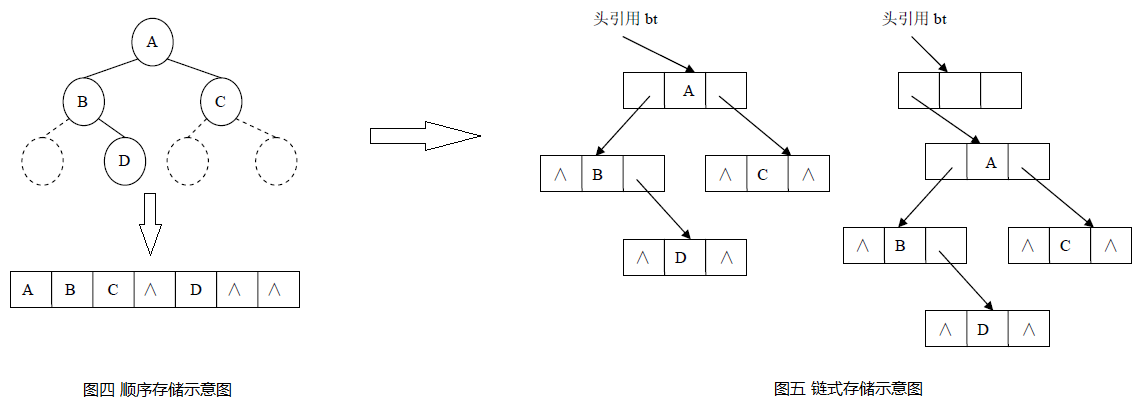 头引用 bt
头引用 bt
A
B C
D
A B C ∧ D ∧ ∧
A
∧ B
∧ C ∧
∧ D ∧
A
∧ B
∧ C ∧
∧ D ∧
图四 顺序存储示意图
图五 链式存储示意图